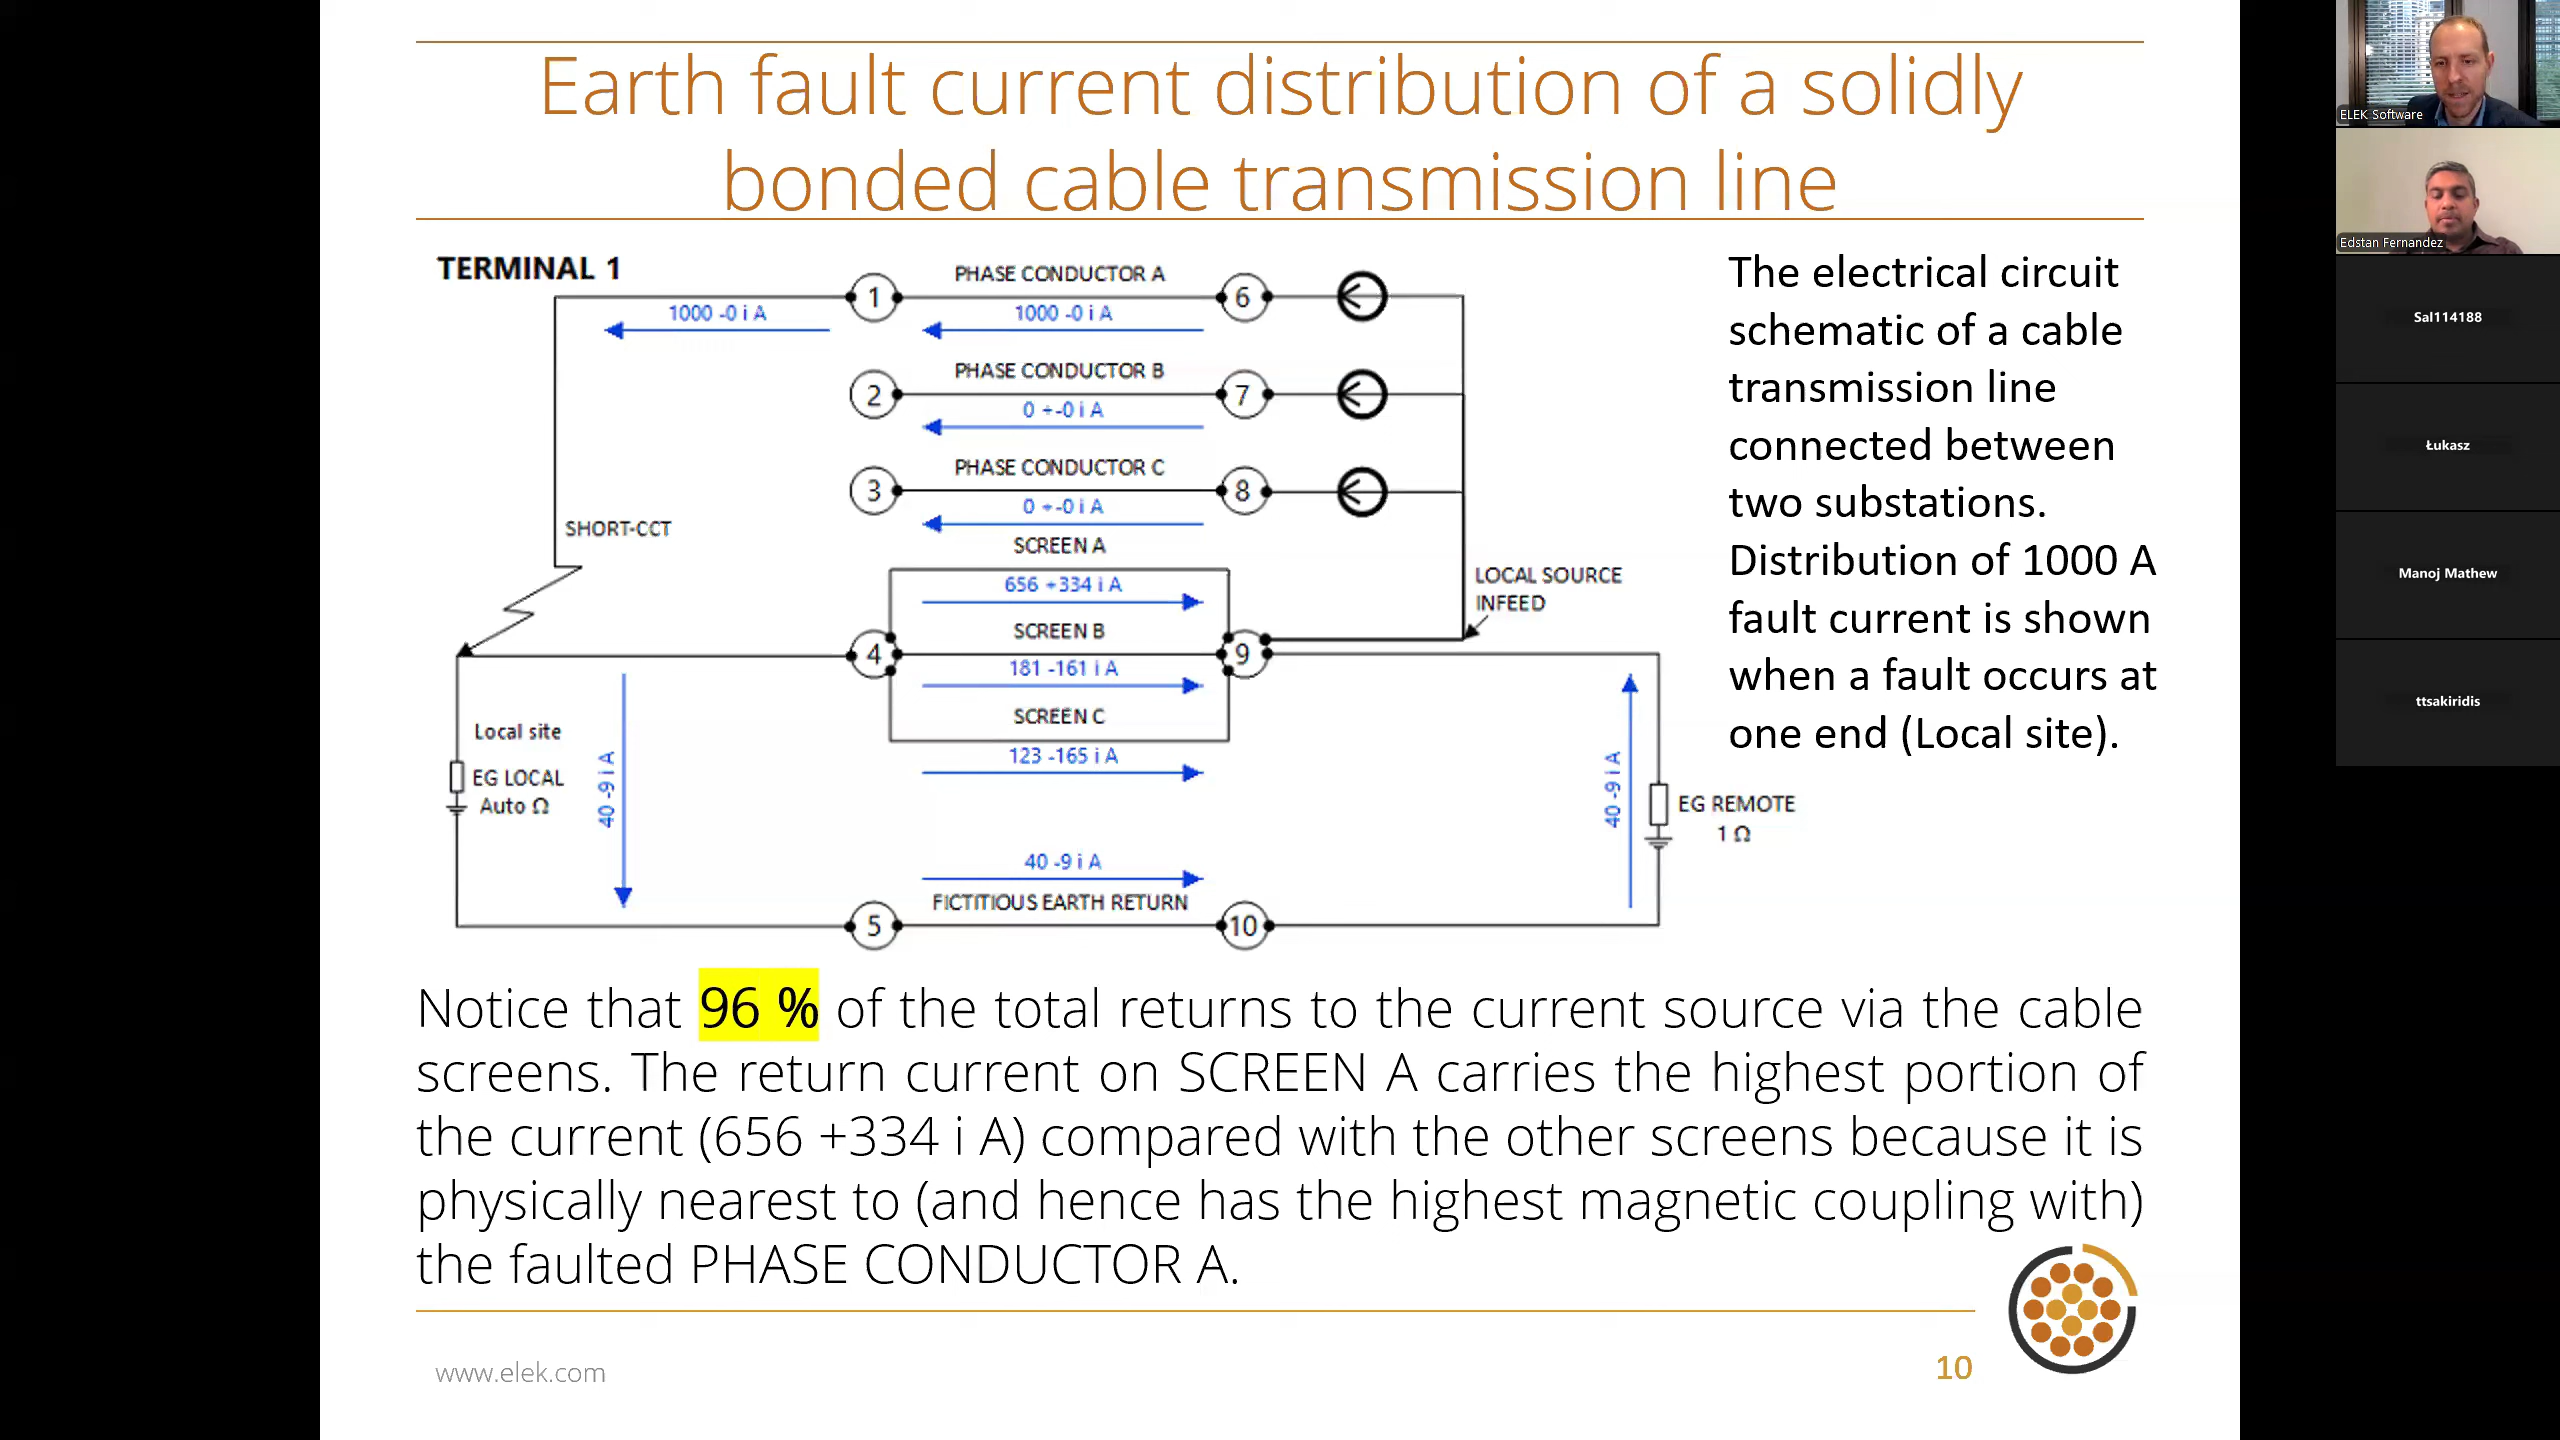 Earth fault current distribution of a solidly
bonded cable transmission line
TERMINAL 1
PHASE CONDUCTOR A
1
6
1000 -0 i A
1000 -0 i A
PHASE CONDUCTOR B
2
7
0 +-0 i A
PHASE CONDUCTOR C
3
8
0 +-0 i A
SHORT-CCT
SCREEN A
656 +334 i A
LOCAL SOURCE
INFEED
SCREEN B
4
9
181 -161 i A
SCREEN C
123 -165 i A
Local site
EG LOCAL
Auto Ω
40 -9 i A
40 -9 i A
EG REMOTE
1 Ω
40 -9 i A
FICTITIOUS EARTH RETURN
5
10
The electrical circuit
schematic of a cable
transmission line
connected between
two substations.
Distribution of 1000 A
fault current is shown
when a fault occurs at
one end (Local site).
Notice that 96 % of the total returns to the current source via the cable
screens. The return current on SCREEN A carries the highest portion of
the current (656 +334 i A) compared with the other screens because it is
physically nearest to (and hence has the highest magnetic coupling with)
the faulted PHASE CONDUCTOR A.
www.elek.com
10
ELEK Software
Edstan Fernandez
Sal114188
Łukasz
Manoj Mathew
ttsakiridis